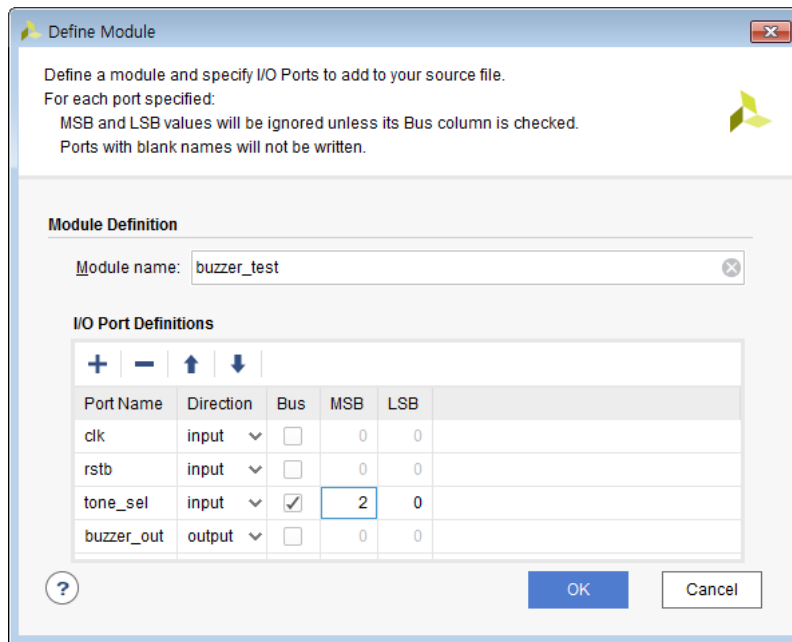 Define Module
Define a module and specify I/O Ports to add to your source file.
For each port specified:
MSB and LSB values will be ignored unless its Bus column is checked.
Ports with blank names will not be written.
Module Definition
Module name: buzzer_test
I/O Port Definitions
Port Name Direction Bus MSB LSB
clk input 0 0
rstb input 0 0
tone_sel input 2 0
buzzer_out output 0 0
? OK Cancel